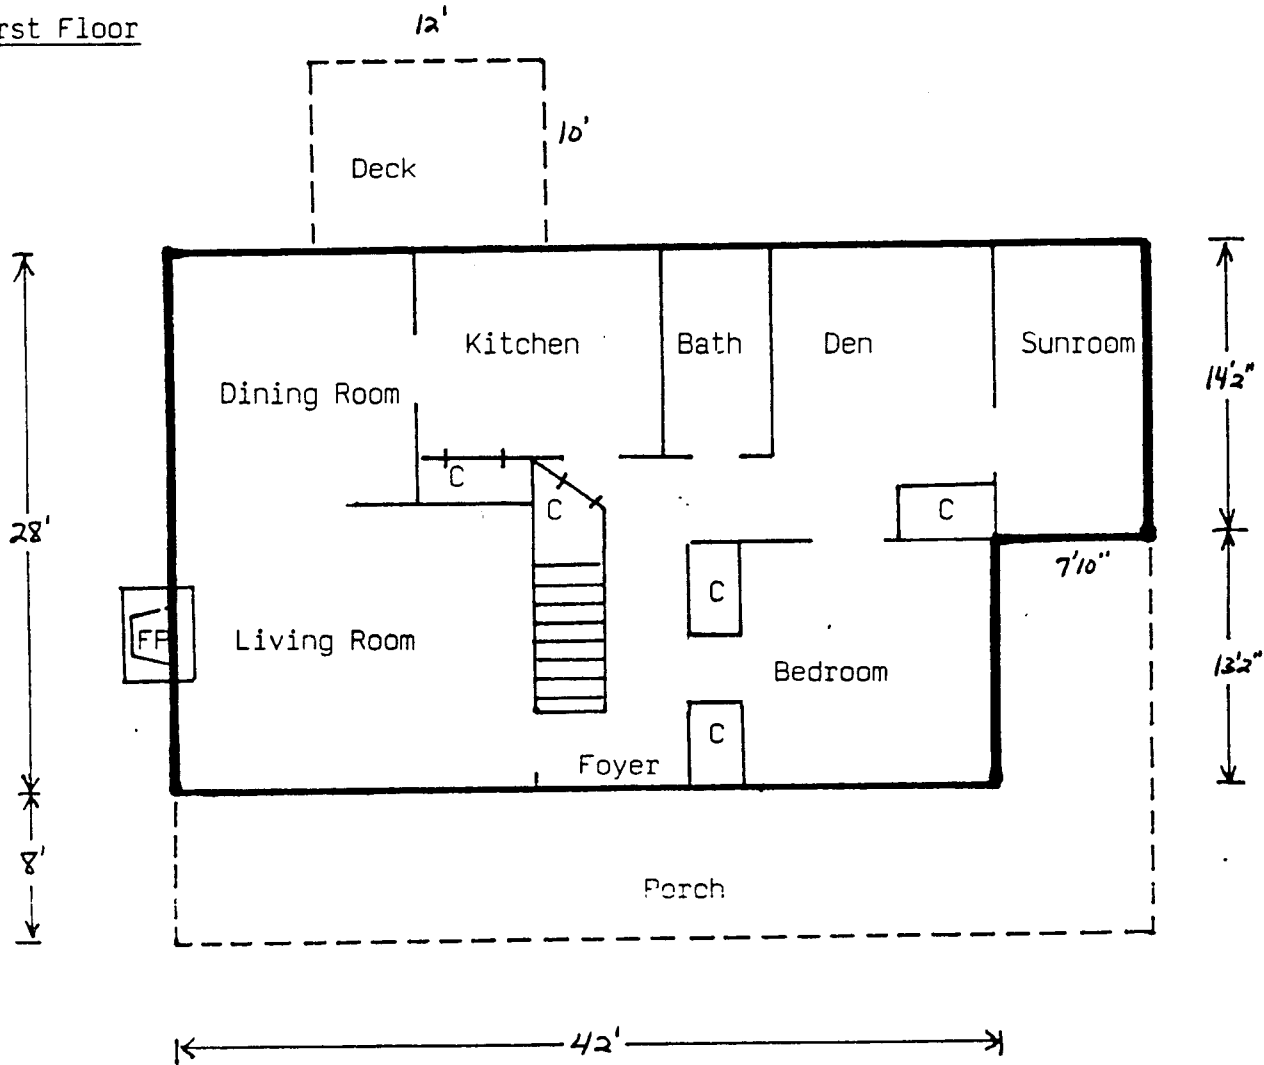 rst Floor
12'
10'
Deck
Kitchen
Bath
Den
Sunroom
Dining Room
14'2"
C
C
C
28'
7'10"
C
FP
Living Room
Bedroom
13'2"
C
Foyer
8'
Porch
42'